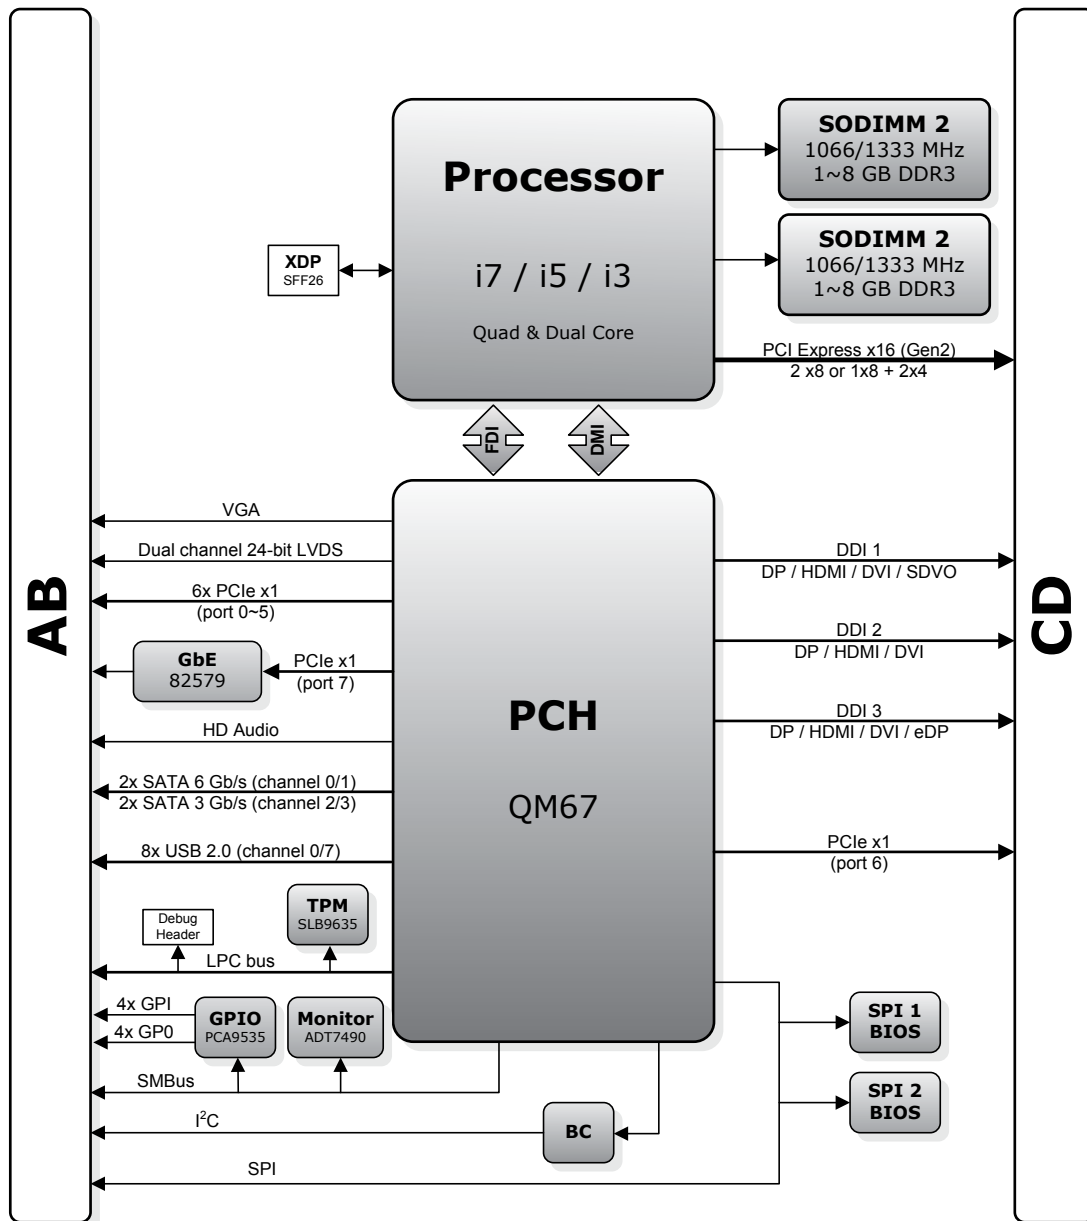 SODIMM 2
1066/1333 MHz
1~8 GB DDR3
Processor
SODIMM 2
1066/1333 MHz
1~8 GB DDR3
XDP
SFF26
i7 / i5 / i3
Quad & Dual Core
PCI Express x16 (Gen2)
2 x8 or 1x8 + 2x4
FDI
DMI
VGA
Dual channel 24-bit LVDS
DDI 1
DP / HDMI / DVI / SDVO
6x PCIe x1
(port 0~5)
AB
CD
DDI 2
DP / HDMI / DVI
GbE
82579
PCIe x1
(port 7)
PCH
DDI 3
DP / HDMI / DVI / eDP
HD Audio
2x SATA 6 Gb/s (channel 0/1)
2x SATA 3 Gb/s (channel 2/3)
QM67
8x USB 2.0 (channel 0/7)
PCIe x1
(port 6)
TPM
SLB9635
Debug
Header
LPC bus
4x GPI
4x GP0
GPIO
PCA9535
Monitor
ADT7490
SPI 1
BIOS
SMBus
SPI 2
BIOS
I²C
BC
SPI